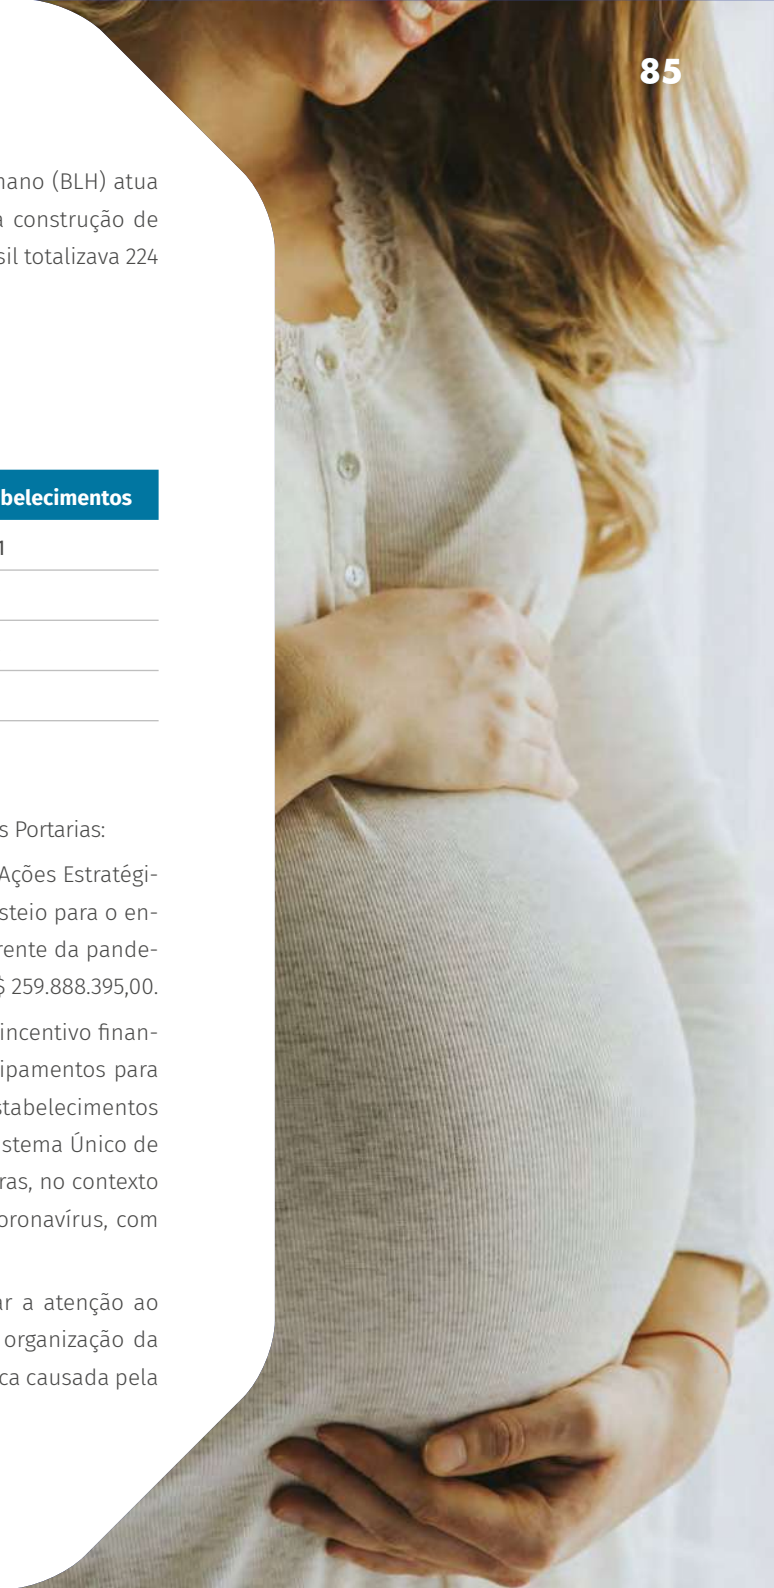 85
mano (BLH) atua
a construção de
sil totalizava 224
belecimentos
1
s Portarias:
Ações Estratégi-
steio para o en-
rente da pande-
$ 259.888.395,00.
incentivo finan-
ipamentos para
stabelecimentos
stema Único de
ras, no contexto
oronavírus, com
ar a atenção ao
organização da
ca causada pela